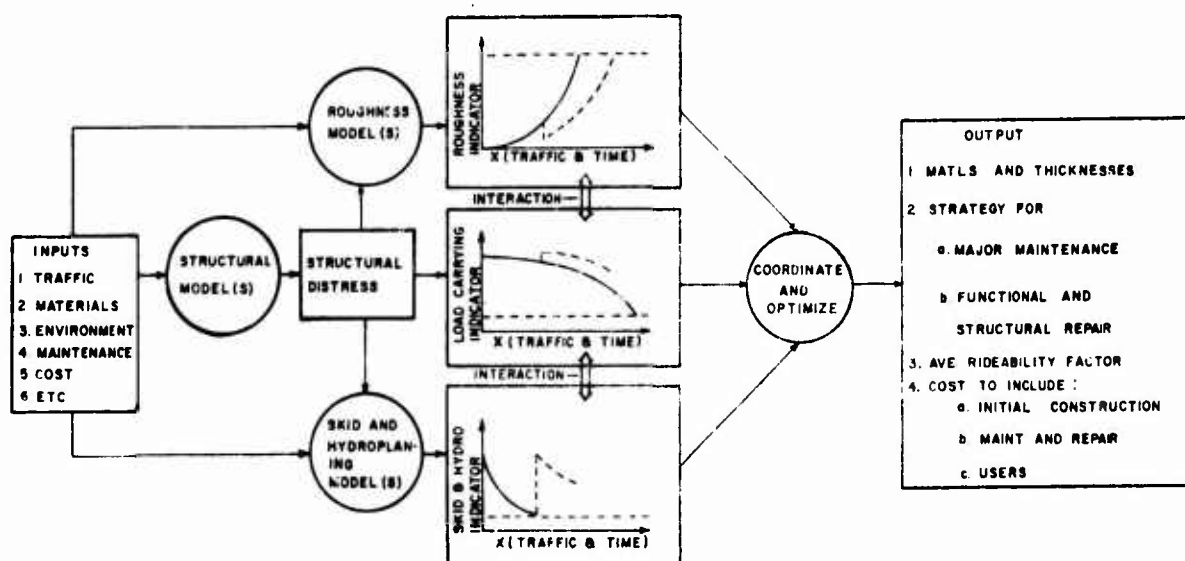 INPUTS
1 TRAFFIC
2 MATERIALS
3. ENVIRONMENT
4 MAINTENANCE
5 COST
6 ETC
STRUCTURAL
MODEL(S)
STRUCTURAL
DISTRESS
ROUGHNESS
MODEL(S)
SKID AND
HYDROPLAN-
ING
MODEL(S)
ROUGHNESS
INDICATOR
X (TRAFFIC & TIME)
INTERACTION
LOAD CARRYING
INDICATOR
X (TRAFFIC & TIME)
INTERACTION
SKID & HYDRO
INDICATOR
X (TRAFFIC & TIME)
COORDINATE
AND
OPTIMIZE
OUTPUT
1 MATLS AND THICKNESSES
2 STRATEGY FOR
a. MAJOR MAINTENANCE
b FUNCTIONAL AND
STRUCTURAL REPAIR
3. AVE RIDEABILITY FACTOR
4. COST TO INCLUDE :
a. INITIAL CONSTRUCTION
b MAINT AND REPAIR
c. USERS